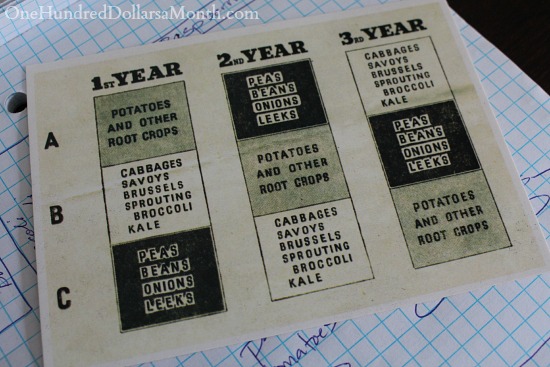 OneHundredDollarsaMonth.com
1ST YEAR
2ND YEAR
3RD YEAR
A
B
C
POTATOES
AND OTHER
ROOT CROPS
CABBAGES
SAVOYS
BRUSSELS
SPROUTING
BROCCOLI
KALE
PEAS
BEANS
ONIONS
LEEKS
PEAS
BEANS
ONIONS
LEEKS
POTATOES
AND OTHER
ROOT CROPS
CABBAGES
SAVOYS
BRUSSELS
SPROUTING
BROCCOLI
KALE
CABBAGES
SAVOYS
BRUSSELS
SPROUTING
BROCCOLI
KALE
PEAS
BEANS
ONIONS
LEEKS
POTATOES
AND OTHER
ROOT CROPS